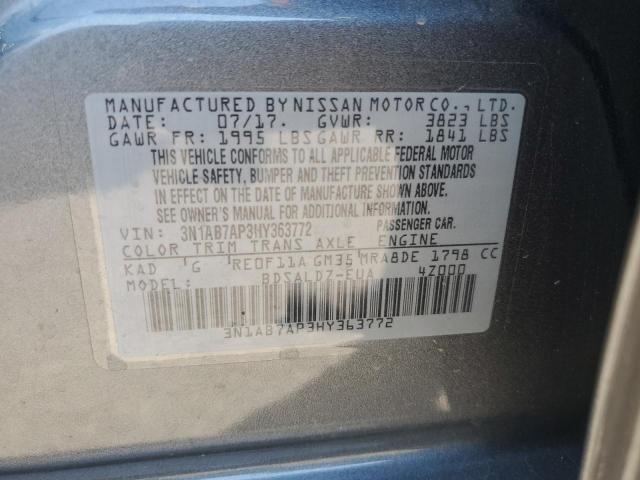 MANUFACTURED BY NISSAN MOTOR CO., LTD.
DATE: 07/17. GVWR: 3823 LBS
GAWR FR: 1995 LBS GAWR RR: 1841 LBS
THIS VEHICLE CONFORMS TO ALL APPLICABLE FEDERAL MOTOR
VEHICLE SAFETY, BUMPER AND THEFT PREVENTION STANDARDS
IN EFFECT ON THE DATE OF MANUFACTURE SHOWN ABOVE.
SEE OWNER'S MANUAL FOR ADDITIONAL INFORMATION.
VIN: 3N1AB7AP3HY363772 PASSENGER CAR.
COLOR TRIM TRANS AXLE ENGINE
KAD G RE0F11A GM35 MRA8DE 1798 CC
MODEL: BDSALDZ-EUA 4Z000
3N1AB7AP3HY363772